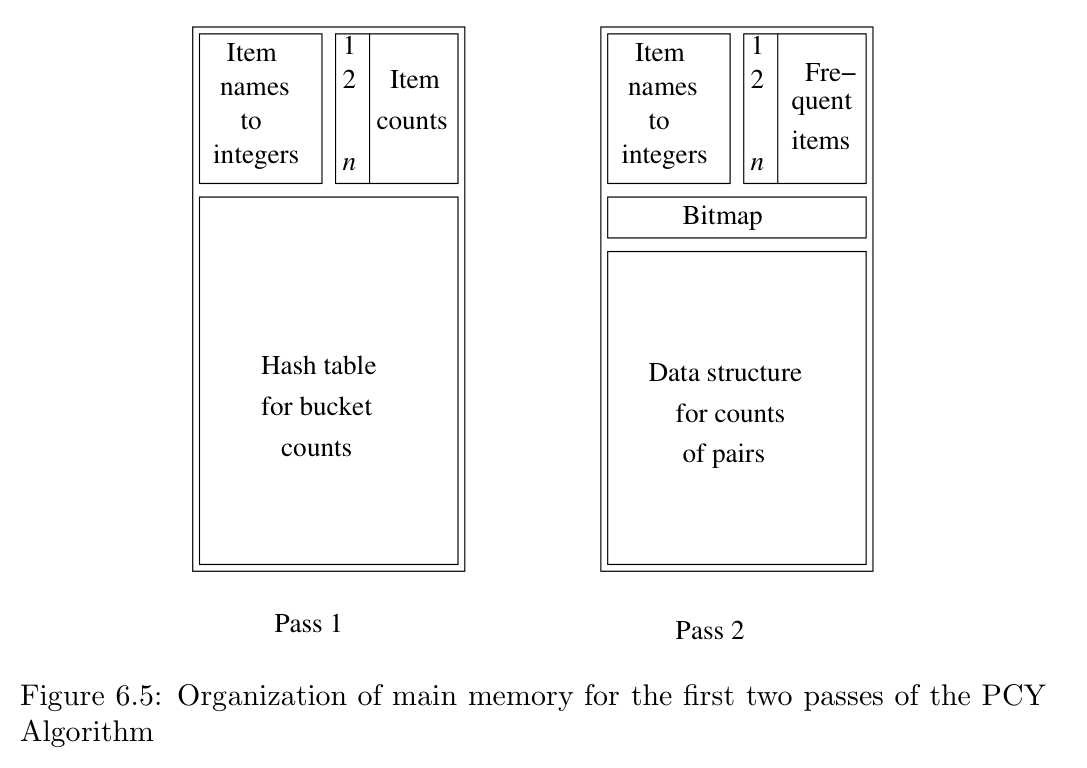 Item
names
to
integers
1
2
n
Item
counts
Hash table
for bucket
counts
Pass 1
Item
names
to
integers
1
2
n
Fre–
quent
items
Bitmap
Data structure
for counts
of pairs
Pass 2
Figure 6.5: Organization of main memory for the first two passes of the PCY
Algorithm